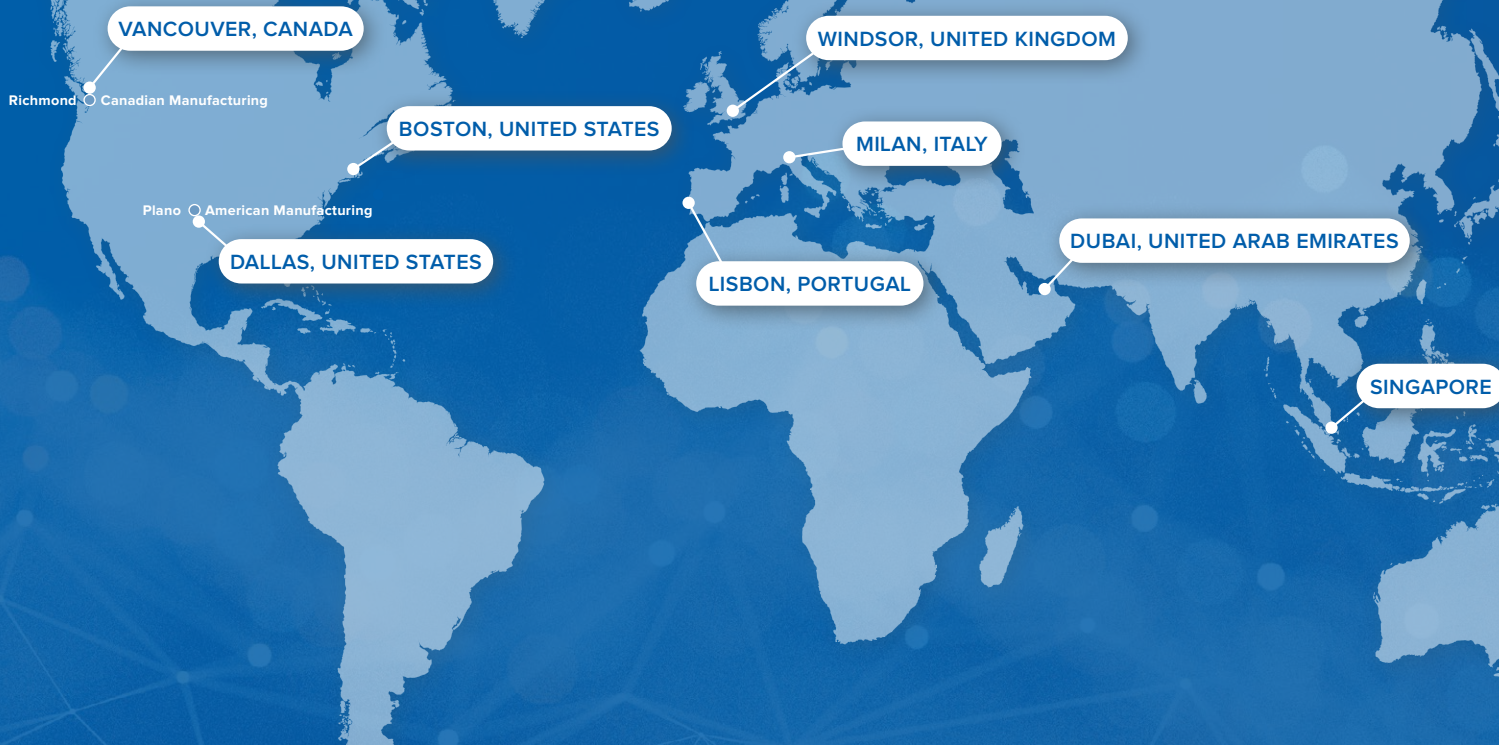 VANCOUVER, CANADA
WINDSOR, UNITED KINGDOM
Richmond Canadian Manufacturing
BOSTON, UNITED STATES
MILAN, ITALY
Plano American Manufacturing
DUBAI, UNITED ARAB EMIRATES
DALLAS, UNITED STATES
LISBON, PORTUGAL
SINGAPORE